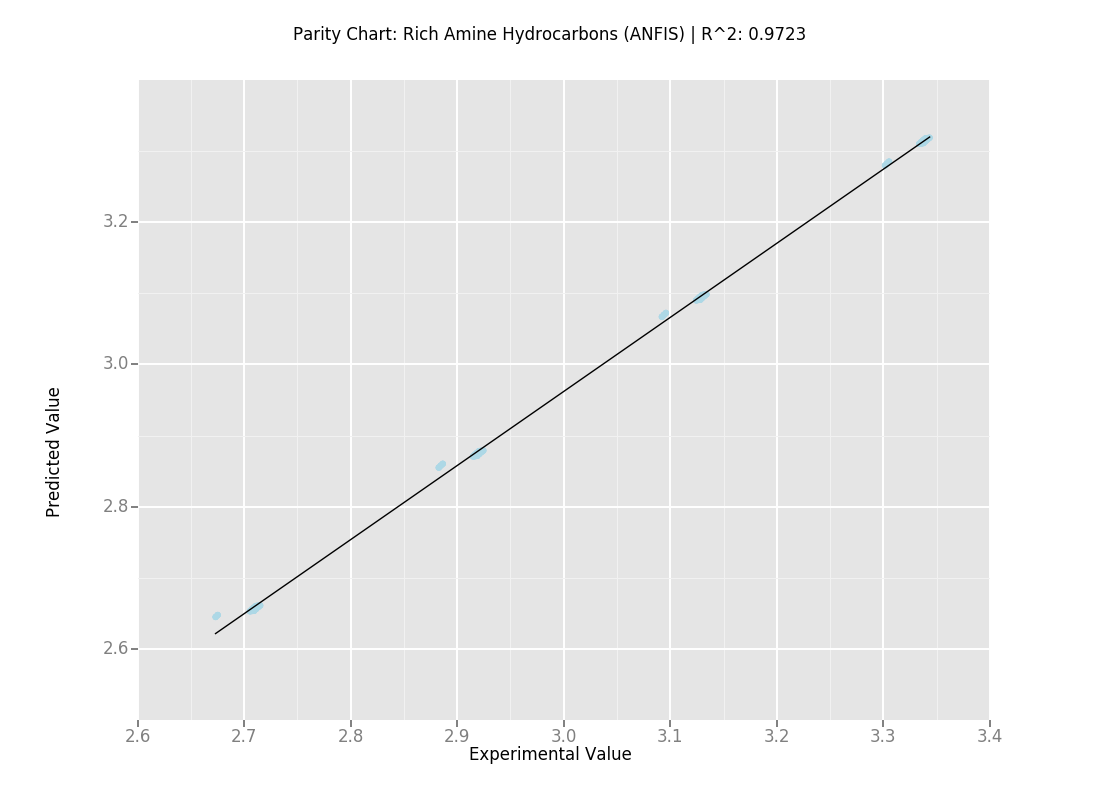 Parity Chart: Rich Amine Hydrocarbons (ANFIS) | R^2: 0.9723
3.2
3.0
2.8
2.6
Predicted Value
2.6 2.7 2.8 2.9 3.0 3.1 3.2 3.3 3.4
Experimental Value